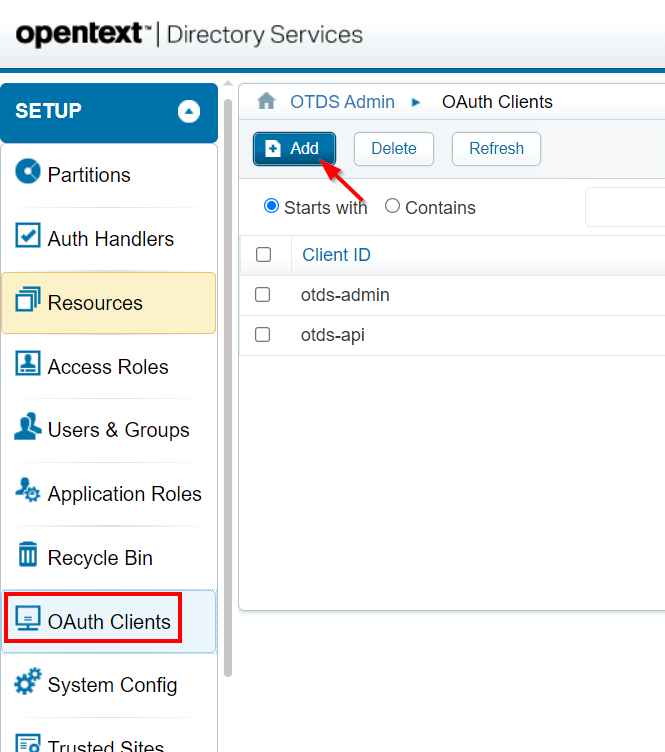 opentext™ | Directory Services
SETUP
Partitions
Auth Handlers
Resources
Access Roles
Users & Groups
Application Roles
Recycle Bin
OAuth Clients
System Config
Trusted Sites
OTDS Admin ▸ OAuth Clients
Add Delete Refresh
Starts with Contains
Client ID
otds-admin
otds-api